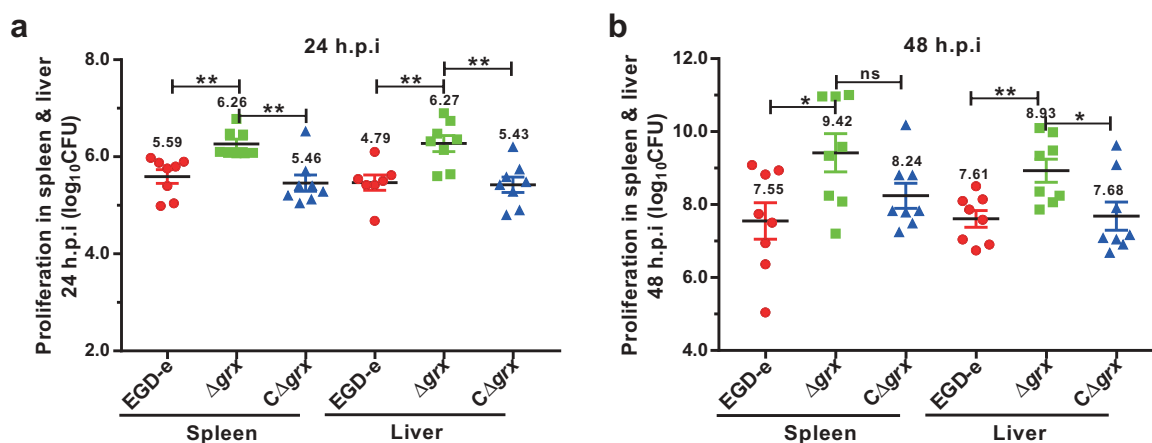 a
24 h.p.i
Proliferation in spleen & liver
24 h.p.i (log₁₀CFU)
8.0
6.0
4.0
2.0
**
**
**
**
5.59
6.26
5.46
4.79
6.27
5.43
EGD-e
Δgrx
CΔgrx
EGD-e
Δgrx
CΔgrx
Spleen
Liver
b
48 h.p.i
Proliferation in spleen & liver
48 h.p.i (log₁₀CFU)
12.0
10.0
8.0
6.0
4.0
*
ns
**
*
7.55
9.42
8.24
7.61
8.93
7.68
EGD-e
Δgrx
CΔgrx
EGD-e
Δgrx
CΔgrx
Spleen
Liver